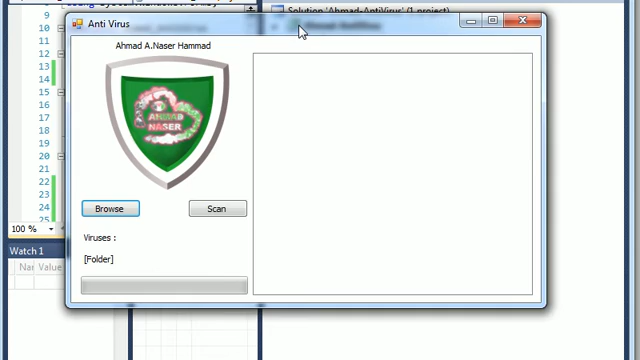 Anti Virus
Solution 'Ahmad-AntiVirus' (1 project)
Ahmad A.Naser Hammad
AHMAD
NASER
Browse
Scan
Viruses :
[Folder]
9
10
11
12
13
14
15
16
17
18
19
20
21
22
23
24
25
100 %
Watch 1
Value